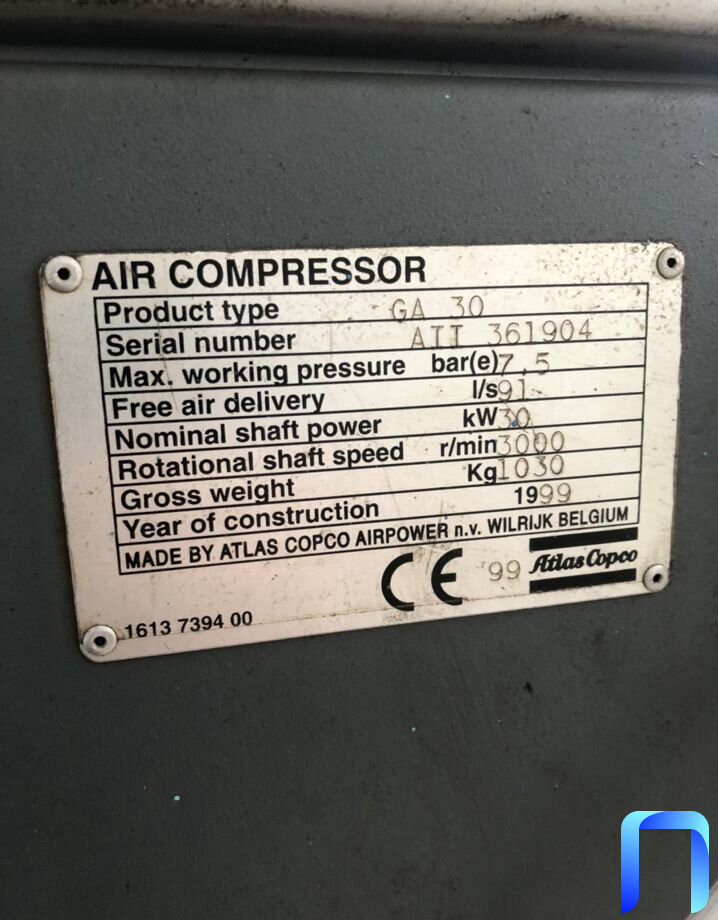 AIR COMPRESSOR
Product type GA 30
Serial number AII 361904
Max. working pressure bar(e) 7,5
Free air delivery l/s 91
Nominal shaft power kW 30
Rotational shaft speed r/min 3000
Gross weight Kg 1030
Year of construction 1999
MADE BY ATLAS COPCO AIRPOWER n.v. WILRIJK BELGIUM
CE 99 Atlas Copco
1613 7394 00